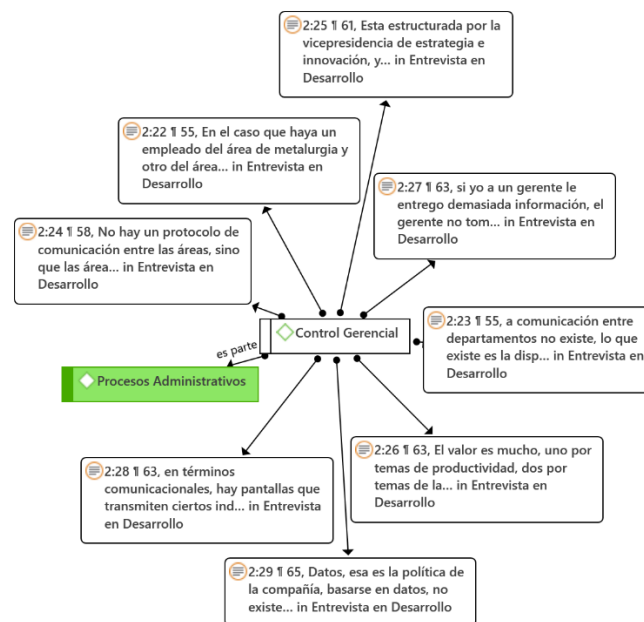 2:25 ¶ 61, Esta estructurada por la
vicepresidencia de estrategia e
innovación, y... in Entrevista en
Desarrollo
2:22 ¶ 55, En el caso que haya un
empleado del área de metalurgia y
otro del área... in Entrevista en
Desarrollo
2:27 ¶ 63, si yo a un gerente le
entrego demasiada información, el
gerente no tom... in Entrevista en
Desarrollo
2:24 ¶ 58, No hay un protocolo de
comunicación entre las áreas, sino
que las área... in Entrevista en
Desarrollo
2:23 ¶ 55, a comunicación entre
departamentos no existe, lo que
existe es la disp... in Entrevista en
Desarrollo
Control Gerencial
es parte
Procesos Administrativos
2:26 ¶ 63, El valor es mucho, uno por
temas de productividad, dos por
temas de la... in Entrevista en
Desarrollo
2:28 ¶ 63, en términos
comunicacionales, hay pantallas que
transmiten ciertos ind... in Entrevista
en Desarrollo
2:29 ¶ 65, Datos, esa es la política de
la compañía, basarse en datos, no
existe... in Entrevista en Desarrollo